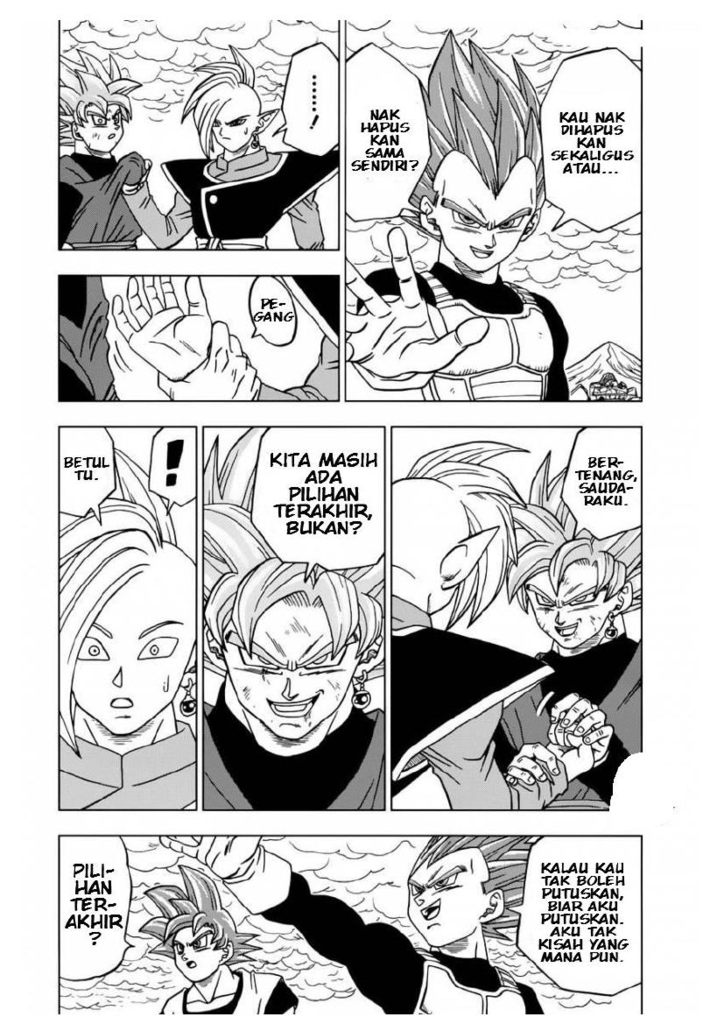 KAU NAK
DIHAPUS
KAN
SEKALIGUS
ATAU...
NAK
HAPUS
KAN
SAMA
SENDIRI?
......
PE-
GANG
BER-
TENANG,
SAUDA-
RAKU.
KITA MASIH
ADA
PILIHAN
TERAKHIR,
BUKAN?
!
BETUL
TU.
KALAU KAU
TAK BOLEH
PUTUSKAN,
BIAR AKU
PUTUSKAN.
AKU TAK
KISAH YANG
MANA PUN.
PILI-
HAN
TER-
AKHIR
?